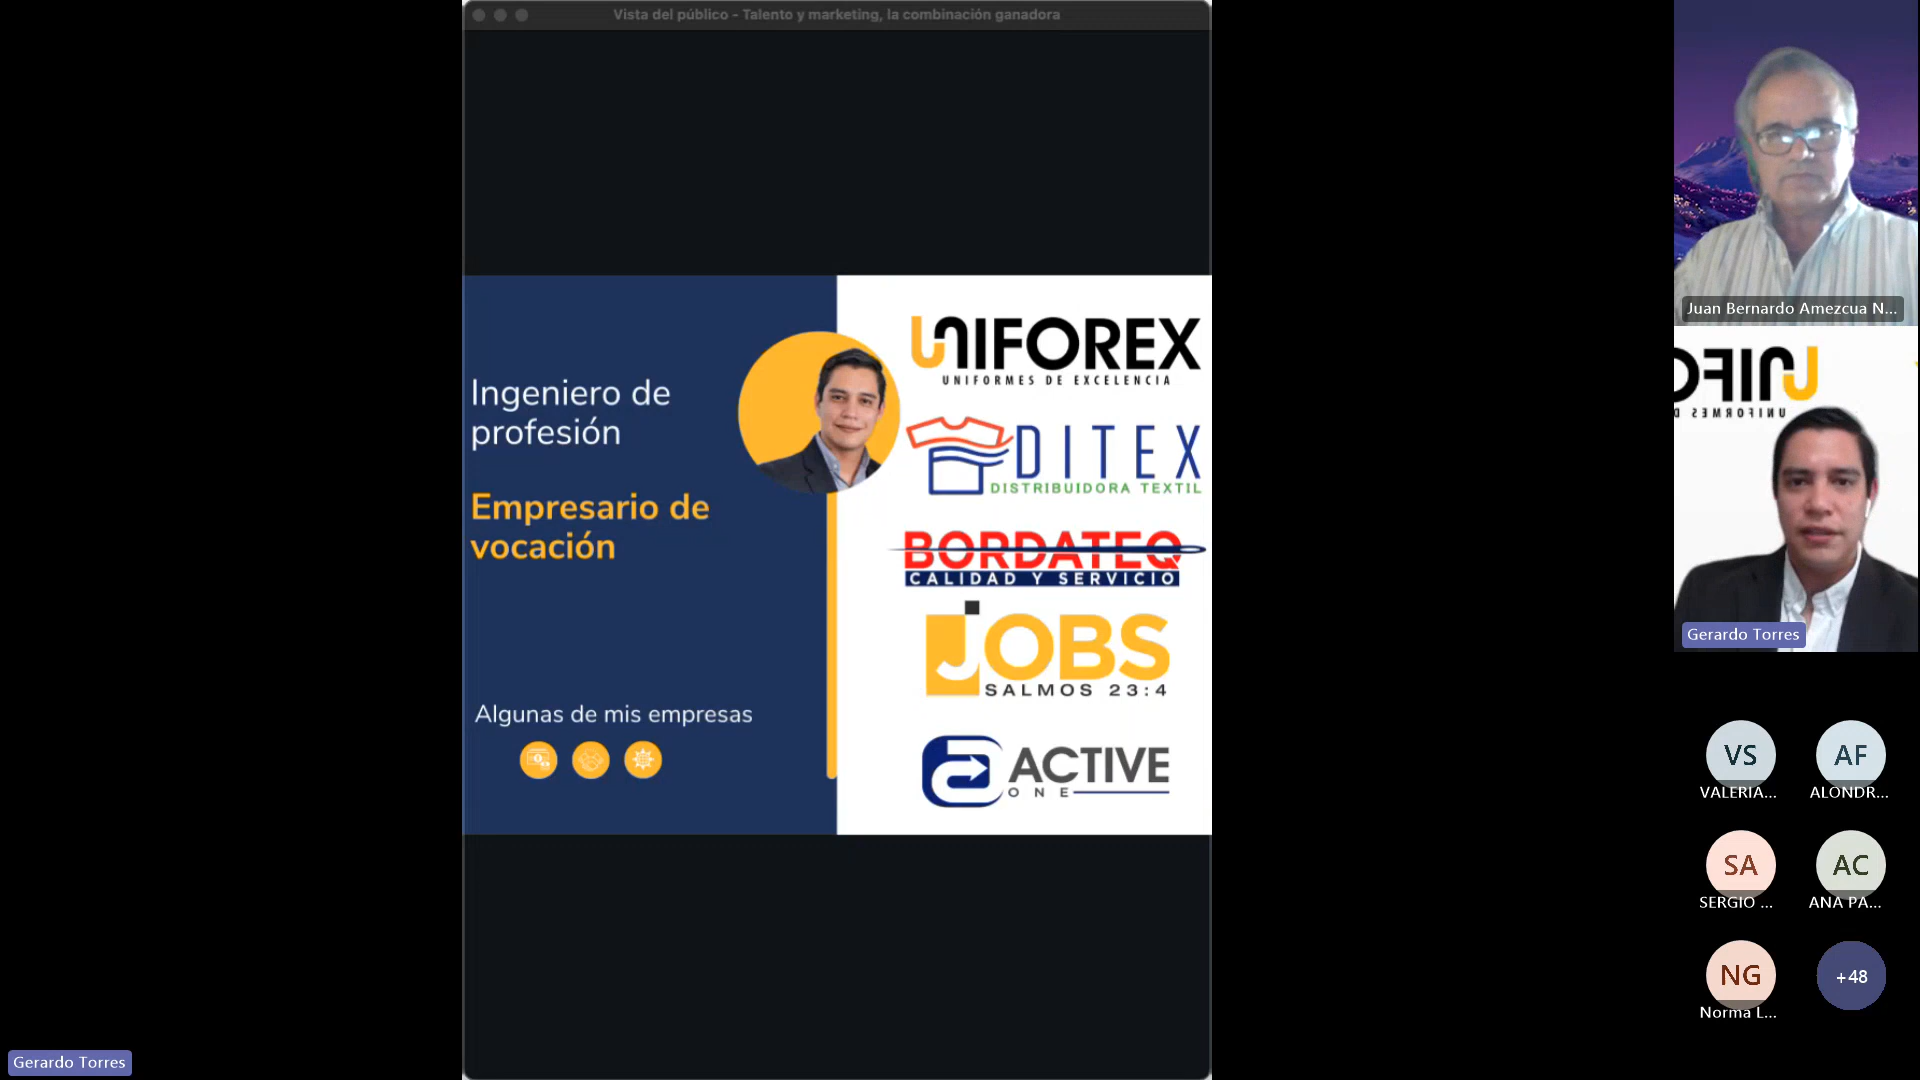 Vista del público - Talento y marketing, la combinación ganadora
Ingeniero de
profesión
Empresario de
vocación
Algunas de mis empresas
UNIFOREX
UNIFORMES DE EXCELENCIA
DITEX
DISTRIBUIDORA TEXTIL
BORDATEQ
CALIDAD Y SERVICIO
JOBS
SALMOS 23:4
a ACTIVE
ONE
Juan Bernardo Amezcua N...
UNIFO
UNIFORMES D
Gerardo Torres
VS
VALERIA...
AF
ALONDR...
SA
SERGIO ...
AC
ANA PA...
NG
Norma L...
+48
Gerardo Torres